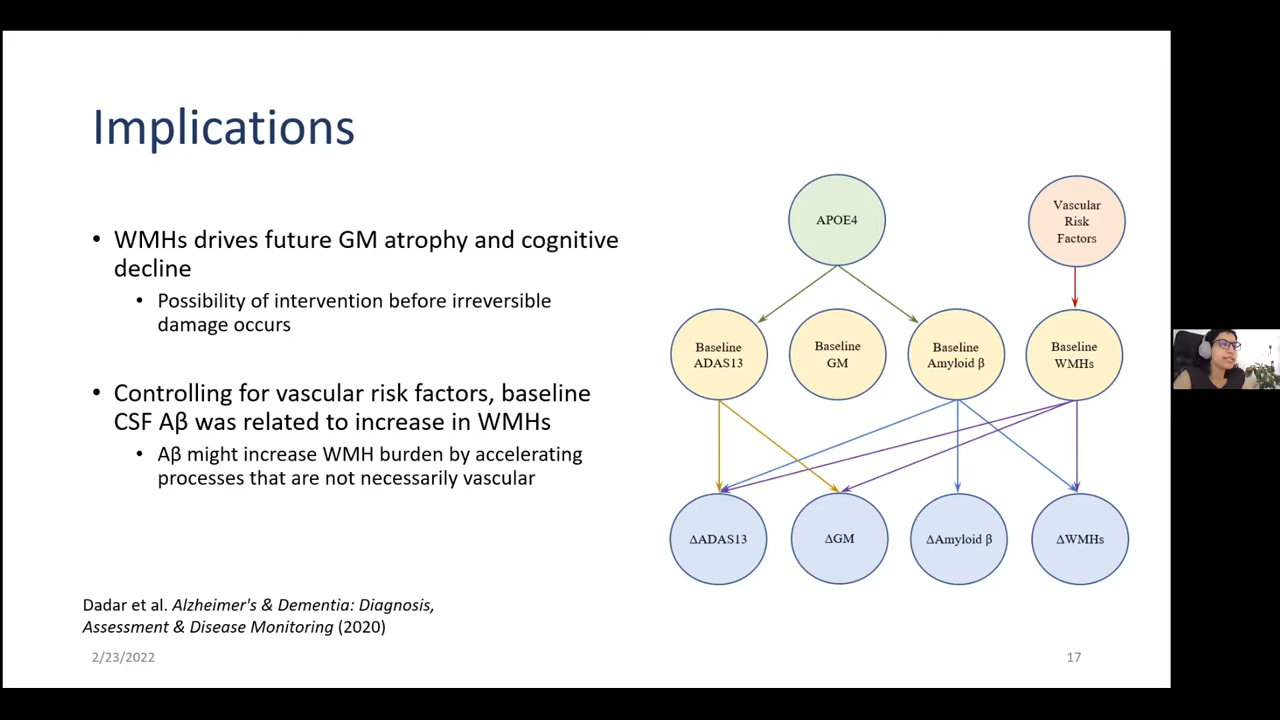 Implications
• WMHs drives future GM atrophy and cognitive
decline
• Possibility of intervention before irreversible
damage occurs
• Controlling for vascular risk factors, baseline
CSF Aβ was related to increase in WMHs
• Aβ might increase WMH burden by accelerating
processes that are not necessarily vascular
Dadar et al. Alzheimer's & Dementia: Diagnosis,
Assessment & Disease Monitoring (2020)
2/23/2022
17
APOE4
Vascular
Risk
Factors
Baseline
ADAS13
Baseline
GM
Baseline
Amyloid β
Baseline
WMHs
ΔADAS13
ΔGM
ΔAmyloid β
ΔWMHs